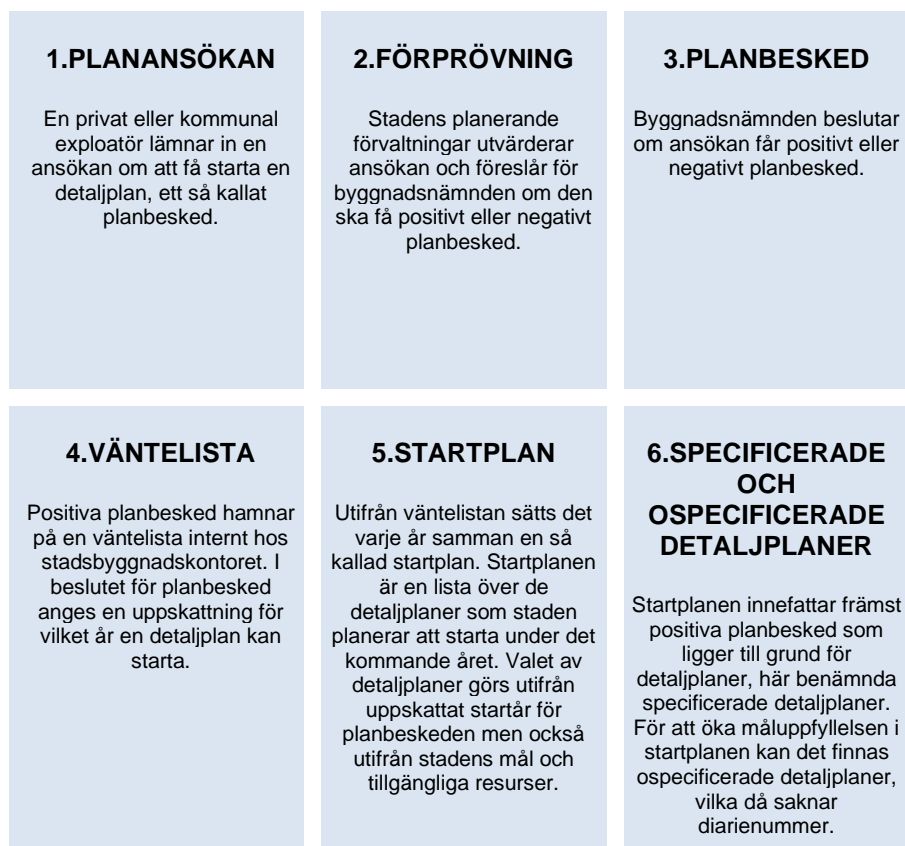 1.PLANANSÖKAN
En privat eller kommunal
exploatör lämnar in en
ansökan om att få starta en
detaljplan, ett så kallat
planbesked.
2.FÖRPRÖVNING
Stadens planerande
förvaltningar utvärderar
ansökan och föreslår för
byggnadsnämnden om den
ska få positivt eller negativt
planbesked.
3.PLANBESKED
Byggnadsnämnden beslutar
om ansökan får positivt eller
negativt planbesked.
4.VÄNTELISTA
Positiva planbesked hamnar
på en väntelista internt hos
stadsbyggnadskontoret. I
beslutet för planbesked
anges en uppskattning för
vilket år en detaljplan kan
starta.
5.STARTPLAN
Utifrån väntelistan sätts det
varje år samman en så
kallad startplan. Startplanen
är en lista över de
detaljplaner som staden
planerar att starta under det
kommande året. Valet av
detaljplaner görs utifrån
uppskattat startår för
planbeskeden men också
utifrån stadens mål och
tillgängliga resurser.
6.SPECIFICERADE
OCH
OSPECIFICERADE
DETALJPLANER
Startplanen innefattar främst
positiva planbesked som
ligger till grund för
detaljplaner, här benämnda
specificerade detaljplaner.
För att öka måluppfyllelsen i
startplanen kan det finnas
ospecificerade detaljplaner,
vilka då saknar
diarienummer.